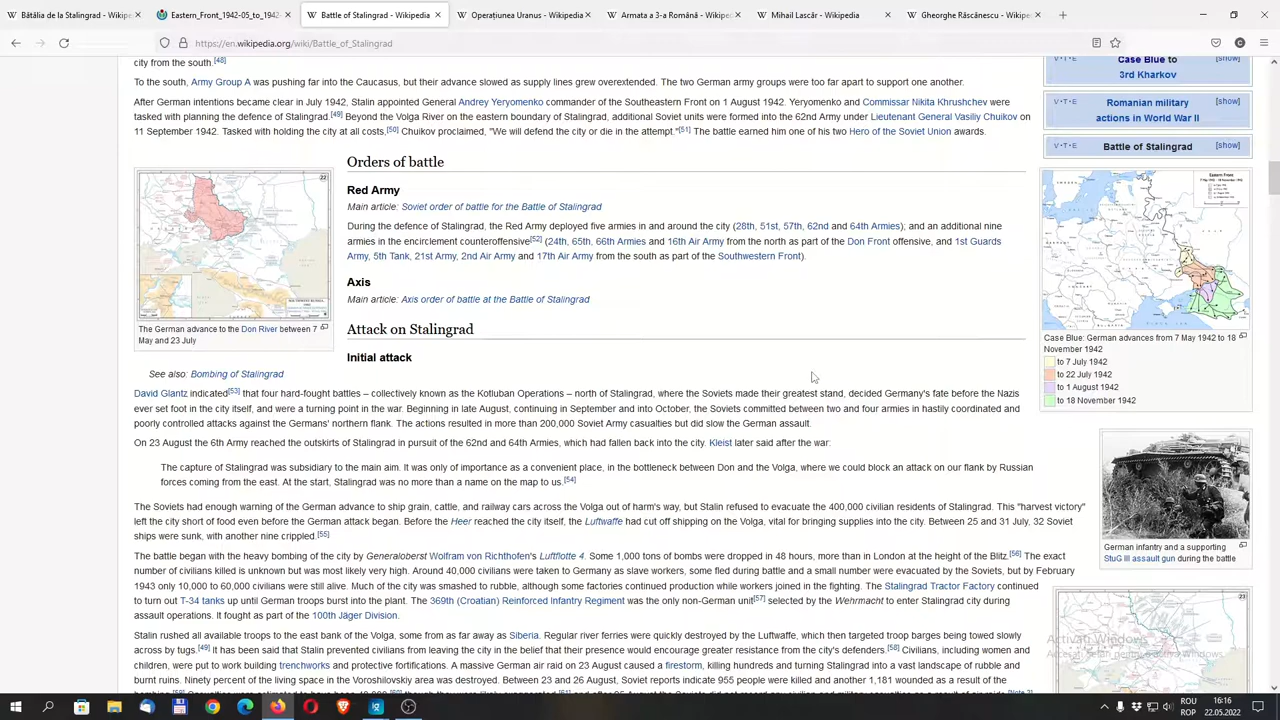 Bătălia de la Stalingrad - Wikiped
Eastern_Front_1942-05_to_1942-
Battle of Stalingrad - Wikipedia
Operațiunea Uranus - Wikipedia
Armata a 3-a Română - Wikiped
Mihail Lascăr - Wikipedia
Gheorghe Răscănescu - Wikiped
https://en.wikipedia.org/wiki/Battle_of_Stalingrad
city from the south.[48]
To the south, Army Group A was pushing far into the Caucasus, but their advance slowed as supply lines grew overextended. The two German army groups were too far apart to support one another.
After German intentions became clear in July 1942, Stalin appointed General Andrey Yeryomenko commander of the Southeastern Front on 1 August 1942. Yeryomenko and Commissar Nikita Khrushchev were
tasked with planning the defence of Stalingrad.[49] Beyond the Volga River on the eastern boundary of Stalingrad, additional Soviet units were formed into the 62nd Army under Lieutenant General Vasiliy Chuikov on
11 September 1942. Tasked with holding the city at all costs,[50] Chuikov proclaimed, "We will defend the city or die in the attempt."[51] The battle earned him one of his two Hero of the Soviet Union awards.
Orders of battle
Red Army
Main article: Soviet order of battle for the Battle of Stalingrad
During the defence of Stalingrad, the Red Army deployed five armies in and around the city (28th, 51st, 57th, 62nd and 64th Armies); and an additional nine
armies in the encirclement counteroffensive[52] (24th, 65th, 66th Armies and 16th Air Army from the north as part of the Don Front offensive, and 1st Guards
Army, 5th Tank, 21st Army, 2nd Air Army and 17th Air Army from the south as part of the Southwestern Front).
Axis
Main article: Axis order of battle at the Battle of Stalingrad
The German advance to the Don River between 7
May and 23 July
Attack on Stalingrad
Initial attack
See also: Bombing of Stalingrad
David Glantz indicated[53] that four hard-fought battles – collectively known as the Kotluban Operations – north of Stalingrad, where the Soviets made their greatest stand, decided Germany's fate before the Nazis
ever set foot in the city itself, and were a turning point in the war. Beginning in late August, continuing in September and into October, the Soviets committed between two and four armies in hastily coordinated and
poorly controlled attacks against the Germans' northern flank. The actions resulted in more than 200,000 Soviet Army casualties but did slow the German assault.
On 23 August the 6th Army reached the outskirts of Stalingrad in pursuit of the 62nd and 64th Armies, which had fallen back into the city. Kleist later said after the war:
The capture of Stalingrad was subsidiary to the main aim. It was only of importance as a convenient place, in the bottleneck between Don and the Volga, where we could block an attack on our flank by Russian
forces coming from the east. At the start, Stalingrad was no more than a name on the map to us.[54]
The Soviets had enough warning of the German advance to ship grain, cattle, and railway cars across the Volga out of harm's way, but Stalin refused to evacuate the 400,000 civilian residents of Stalingrad. This "harvest victory"
left the city short of food even before the German attack began. Before the Heer reached the city itself, the Luftwaffe had cut off shipping on the Volga, vital for bringing supplies into the city. Between 25 and 31 July, 32 Soviet
ships were sunk, with another nine crippled.[55]
The battle began with the heavy bombing of the city by Generaloberst Wolfram von Richthofen's Luftflotte 4. Some 1,000 tons of bombs were dropped in 48 hours, more than in London at the height of the Blitz.[56] The exact
number of civilians killed is unknown but was most likely very high. Around 40,000 civilians were taken to Germany as slave workers, some fled during battle and a small number were evacuated by the Soviets, but by February
1943 only 10,000 to 60,000 civilians were still alive. Much of the city was smashed to rubble, although some factories continued production while workers joined in the fighting. The Stalingrad Tractor Factory continued
to turn out T-34 tanks up until German troops burst into the plant. The 369th (Croatian) Reinforced Infantry Regiment was the only non-German unit[57] selected by the Wehrmacht to enter Stalingrad city during
assault operations. It fought as part of the 100th Jäger Division.
Stalin rushed all available troops to the east bank of the Volga, some from as far away as Siberia. Regular river ferries were quickly destroyed by the Luftwaffe, which then targeted troop barges being towed slowly
across by tugs.[49] It has been said that Stalin prevented civilians from leaving the city in the belief that their presence would encourage greater resistance from the city's defenders.[58] Civilians, including women and
children, were put to work building trenchworks and protective fortifications. A massive German air raid on 23 August caused a firestorm, killing hundreds and turning Stalingrad into a vast landscape of rubble and
burnt ruins. Ninety percent of the living space in the Voroshilovskiy area was destroyed. Between 23 and 26 August, Soviet reports indicate 955 people were killed and another 1,181 wounded as a result of the
Case Blue to
3rd Kharkov
[show]
V·T·E
Romanian military
actions in World War II
[show]
V·T·E
Battle of Stalingrad
[show]
Case Blue: German advances from 7 May 1942 to 18
November 1942
to 7 July 1942
to 22 July 1942
to 1 August 1942
to 18 November 1942
German infantry and a supporting
StuG III assault gun during the battle
Activați Windows
ROU
ROP
16:16
22.05.2022